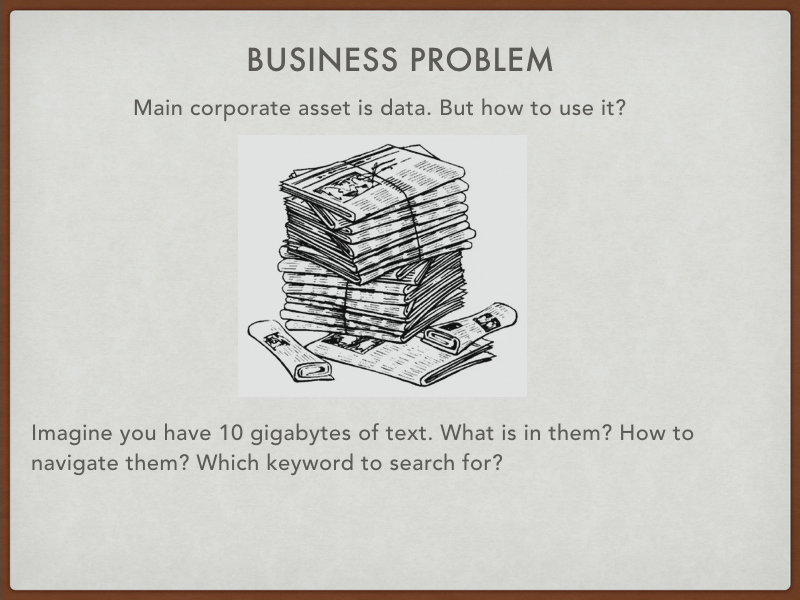 BUSINESS PROBLEM
Main corporate asset is data. But how to use it?
Imagine you have 10 gigabytes of text. What is in them? How to
navigate them? Which keyword to search for?